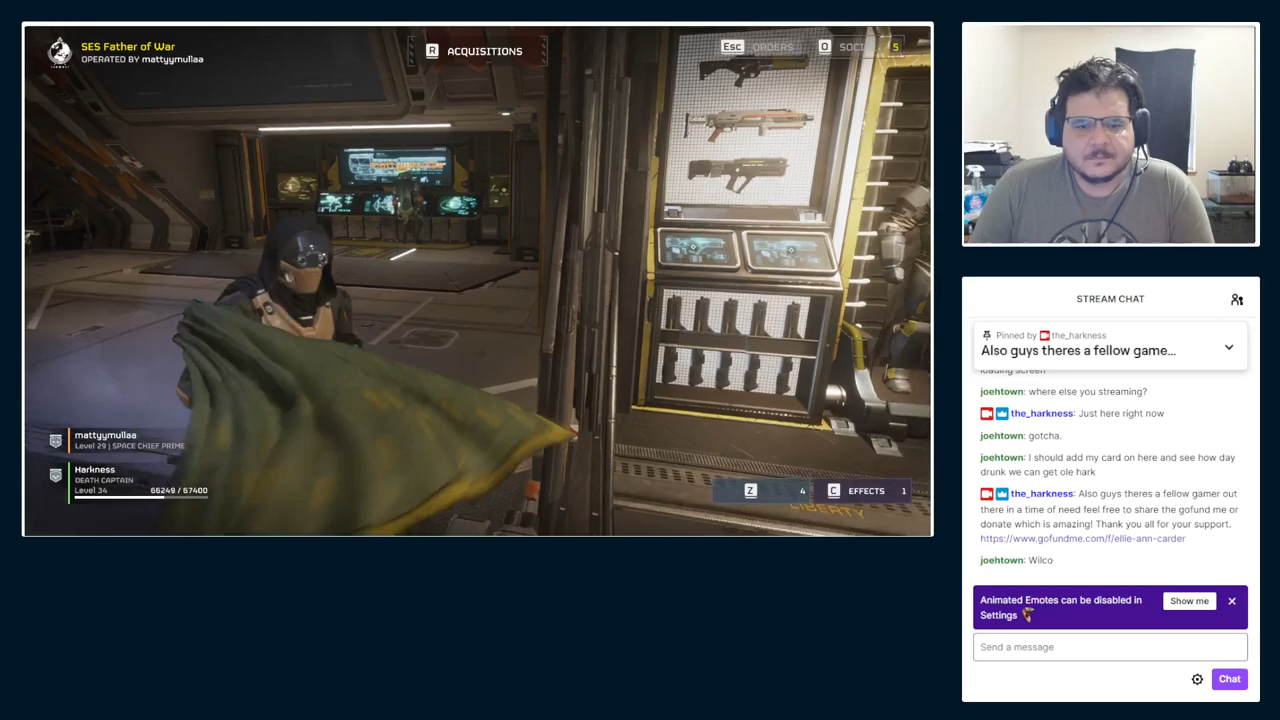 SES Father of War
OPERATED BY mattyymullaa
R ACQUISITIONS
Esc ORDERS
O SOCI 5
mattyymullaa
Level 29 | SPACE CHIEF PRIME
Harkness
DEATH CAPTAIN
Level 34 66249 / 67400
Z 4
C EFFECTS 1
LIBERTY
STREAM CHAT
Pinned by the_harkness
Also guys theres a fellow game...
loading screen
joehtown: where else you streaming?
the_harkness: Just here right now
joehtown: gotcha.
joehtown: I should add my card on here and see how day
drunk we can get ole hark
the_harkness: Also guys theres a fellow gamer out
there in a time of need feel free to share the gofund me or
donate which is amazing! Thank you all for your support.
https://www.gofundme.com/f/ellie-ann-carder
joehtown: Wilco
Animated Emotes can be disabled in
Settings
Show me
Send a message
Chat